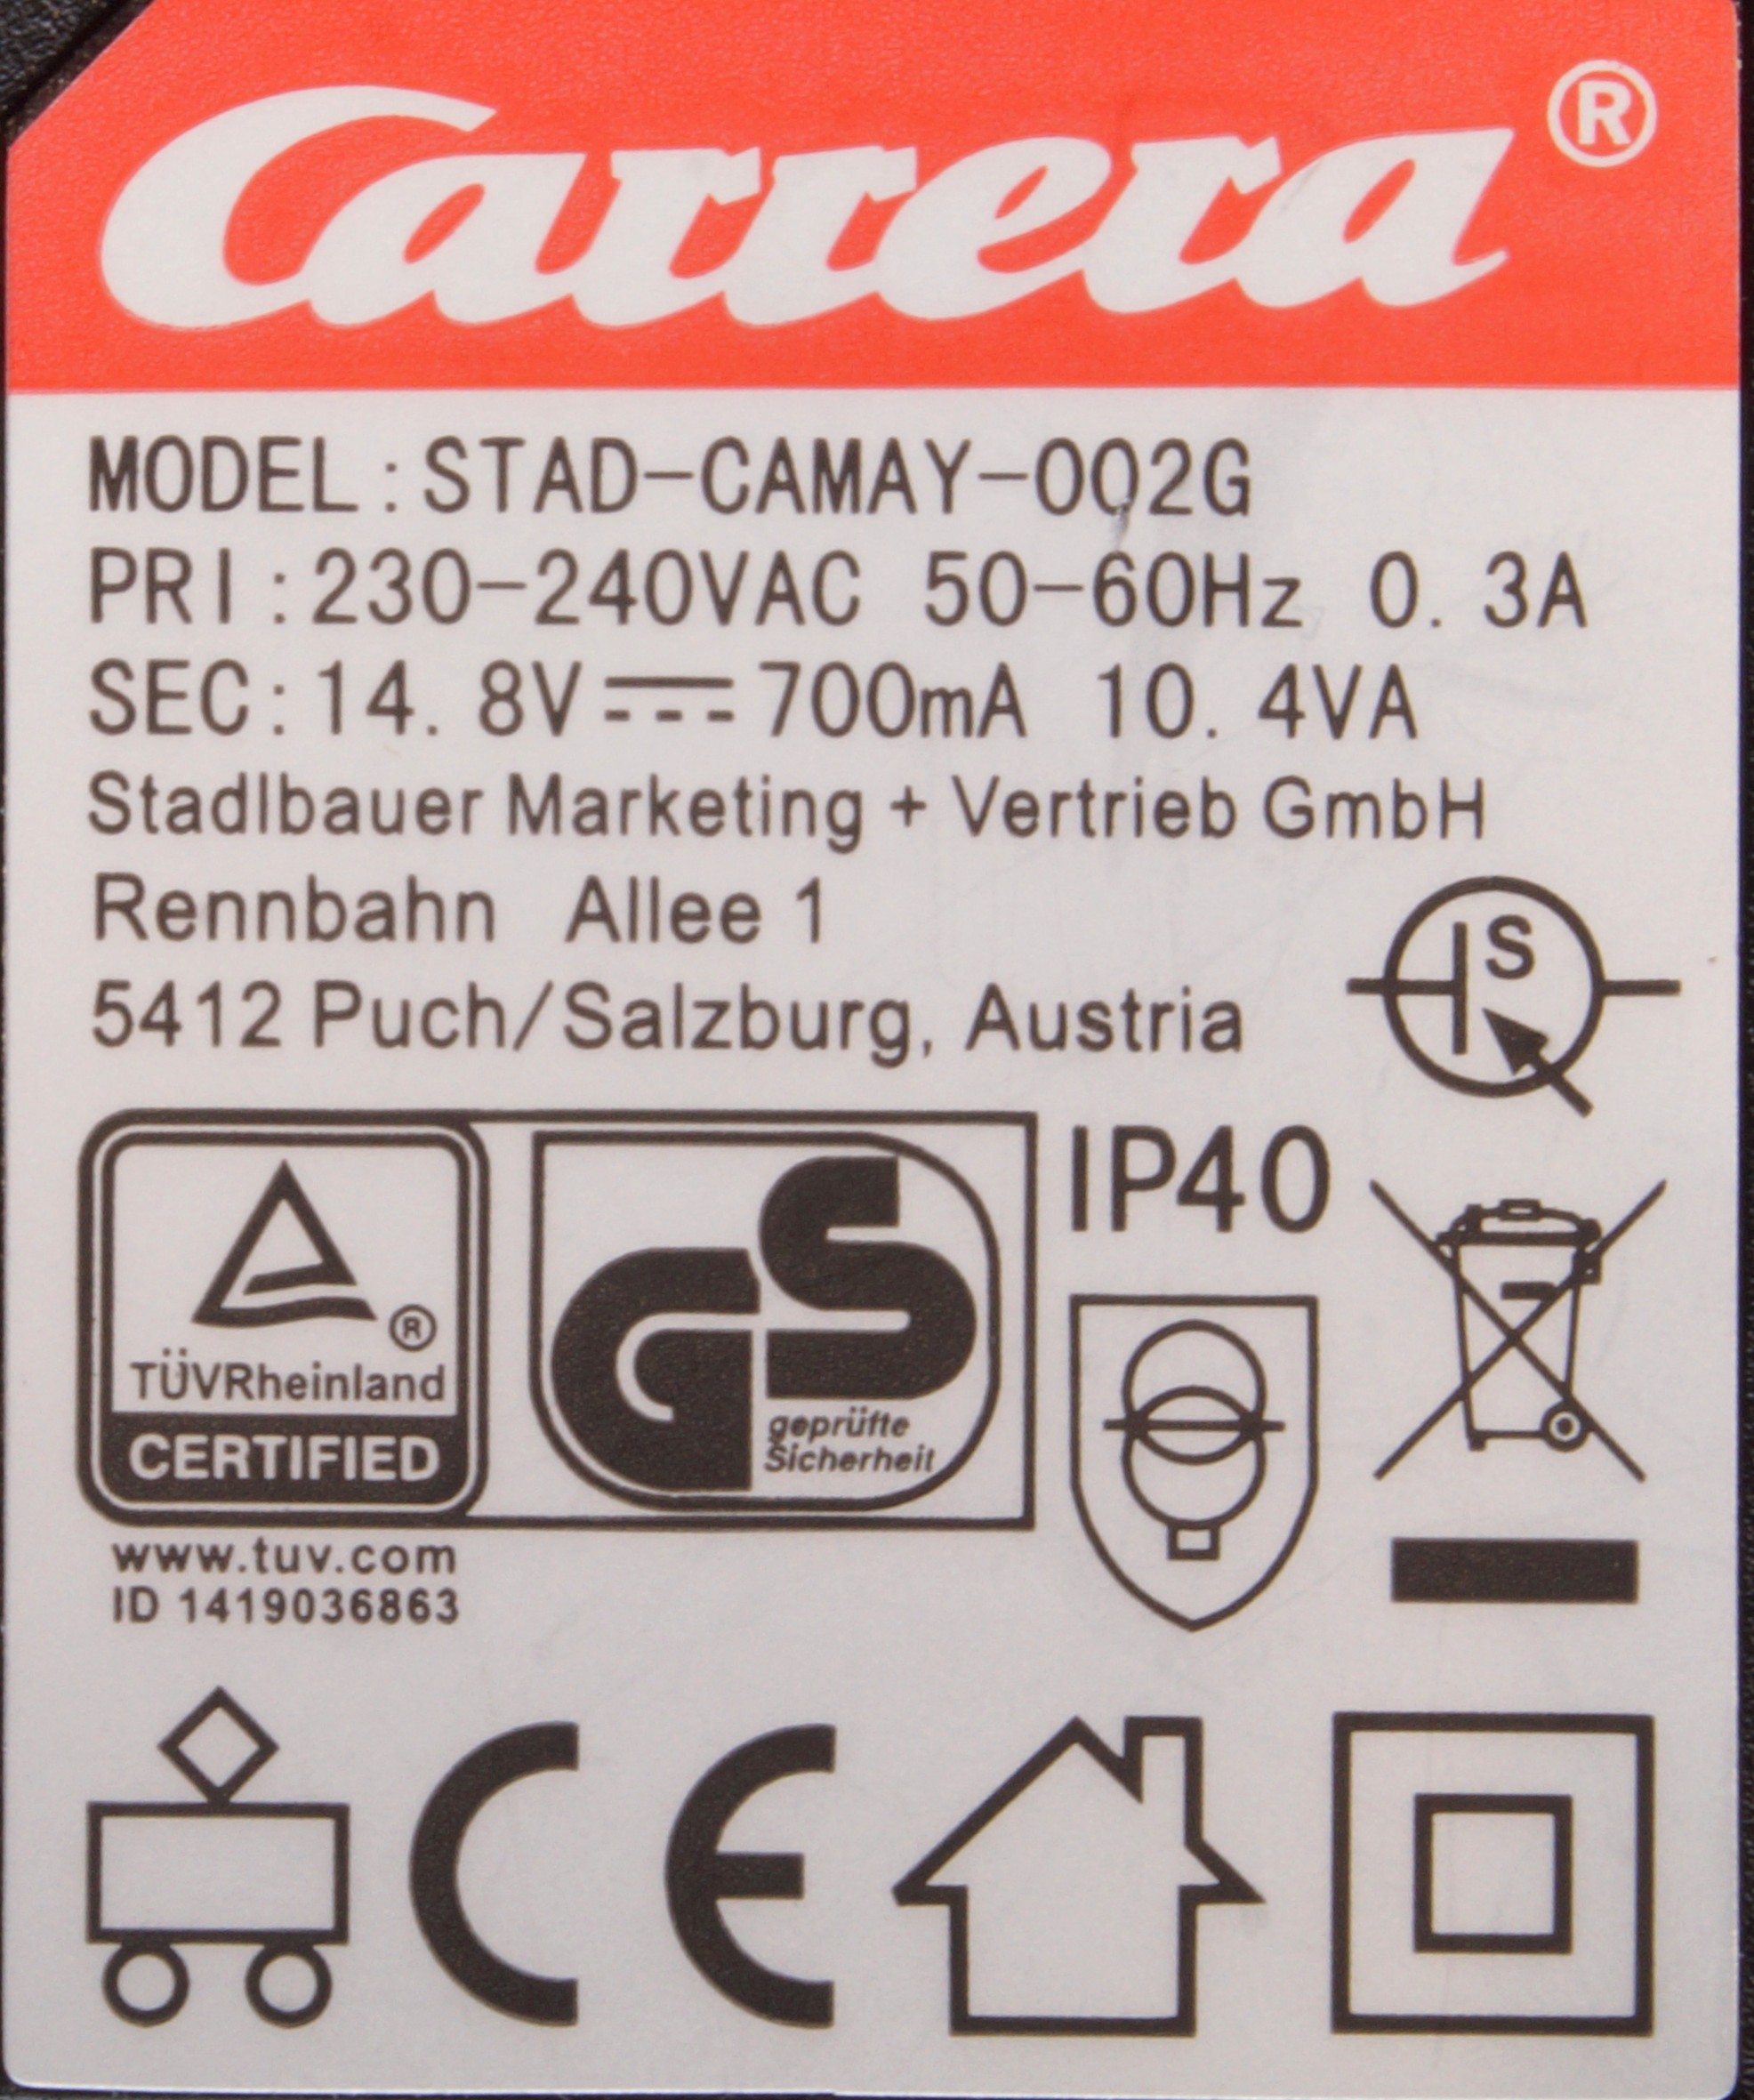 Carrera®
MODEL:STAD-CAMAY-002G
PRI:230-240VAC 50-60Hz 0.3A
SEC:14.8V⎓700mA 10.4VA
Stadlbauer Marketing + Vertrieb GmbH
Rennbahn Allee 1
5412 Puch/Salzburg, Austria
S
IP40
®
TÜVRheinland
CERTIFIED
GS
geprüfte
Sicherheit
www.tuv.com
ID 1419036863
CE